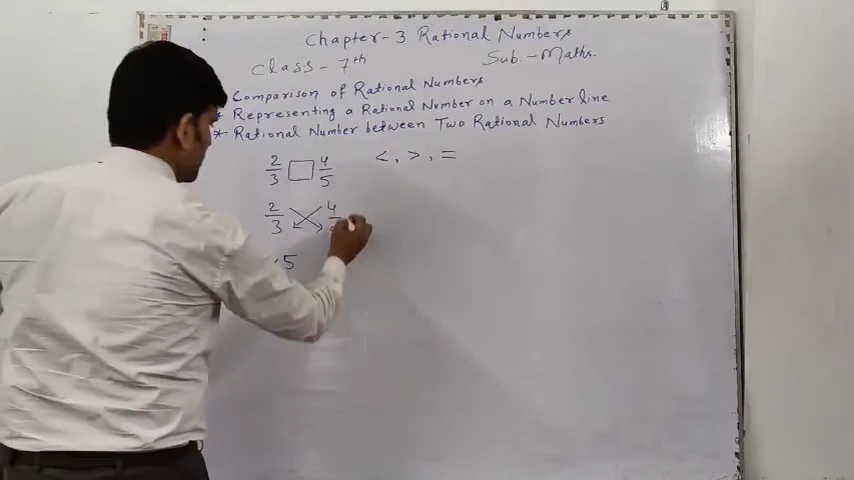 Chapter-3 Rational Numbers
Class - 7th Sub. - Maths.
Comparison of Rational Numbers
* Representing a Rational Number on a Number line
* Rational Number between Two Rational Numbers
2/3 □ 4/5 <, >, =
2/3 4/
5